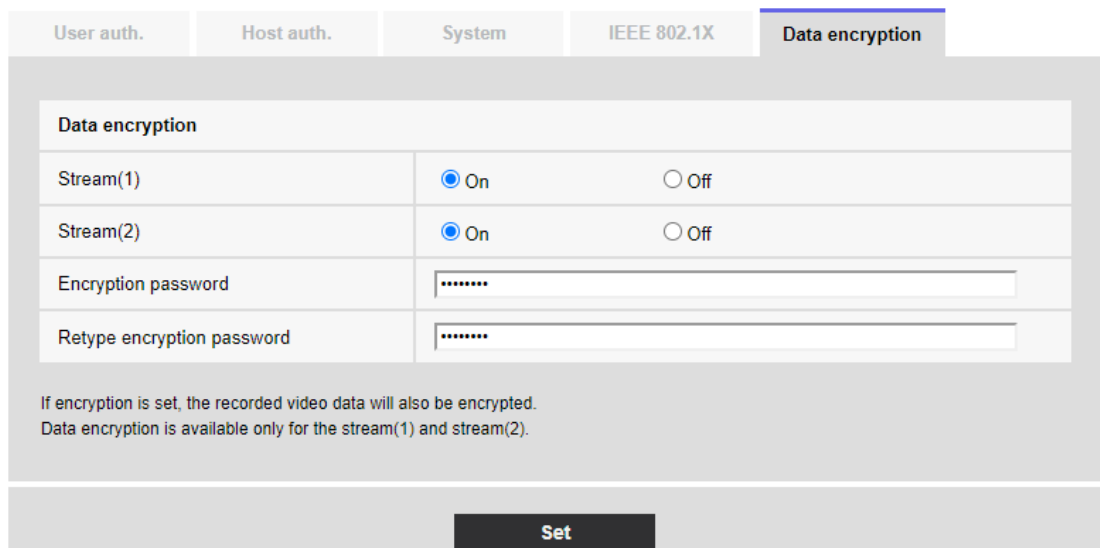 User auth. Host auth. System IEEE 802.1X Data encryption
Data encryption
Stream(1) On Off
Stream(2) On Off
Encryption password ••••••••
Retype encryption password ••••••••
If encryption is set, the recorded video data will also be encrypted.
Data encryption is available only for the stream(1) and stream(2).
Set